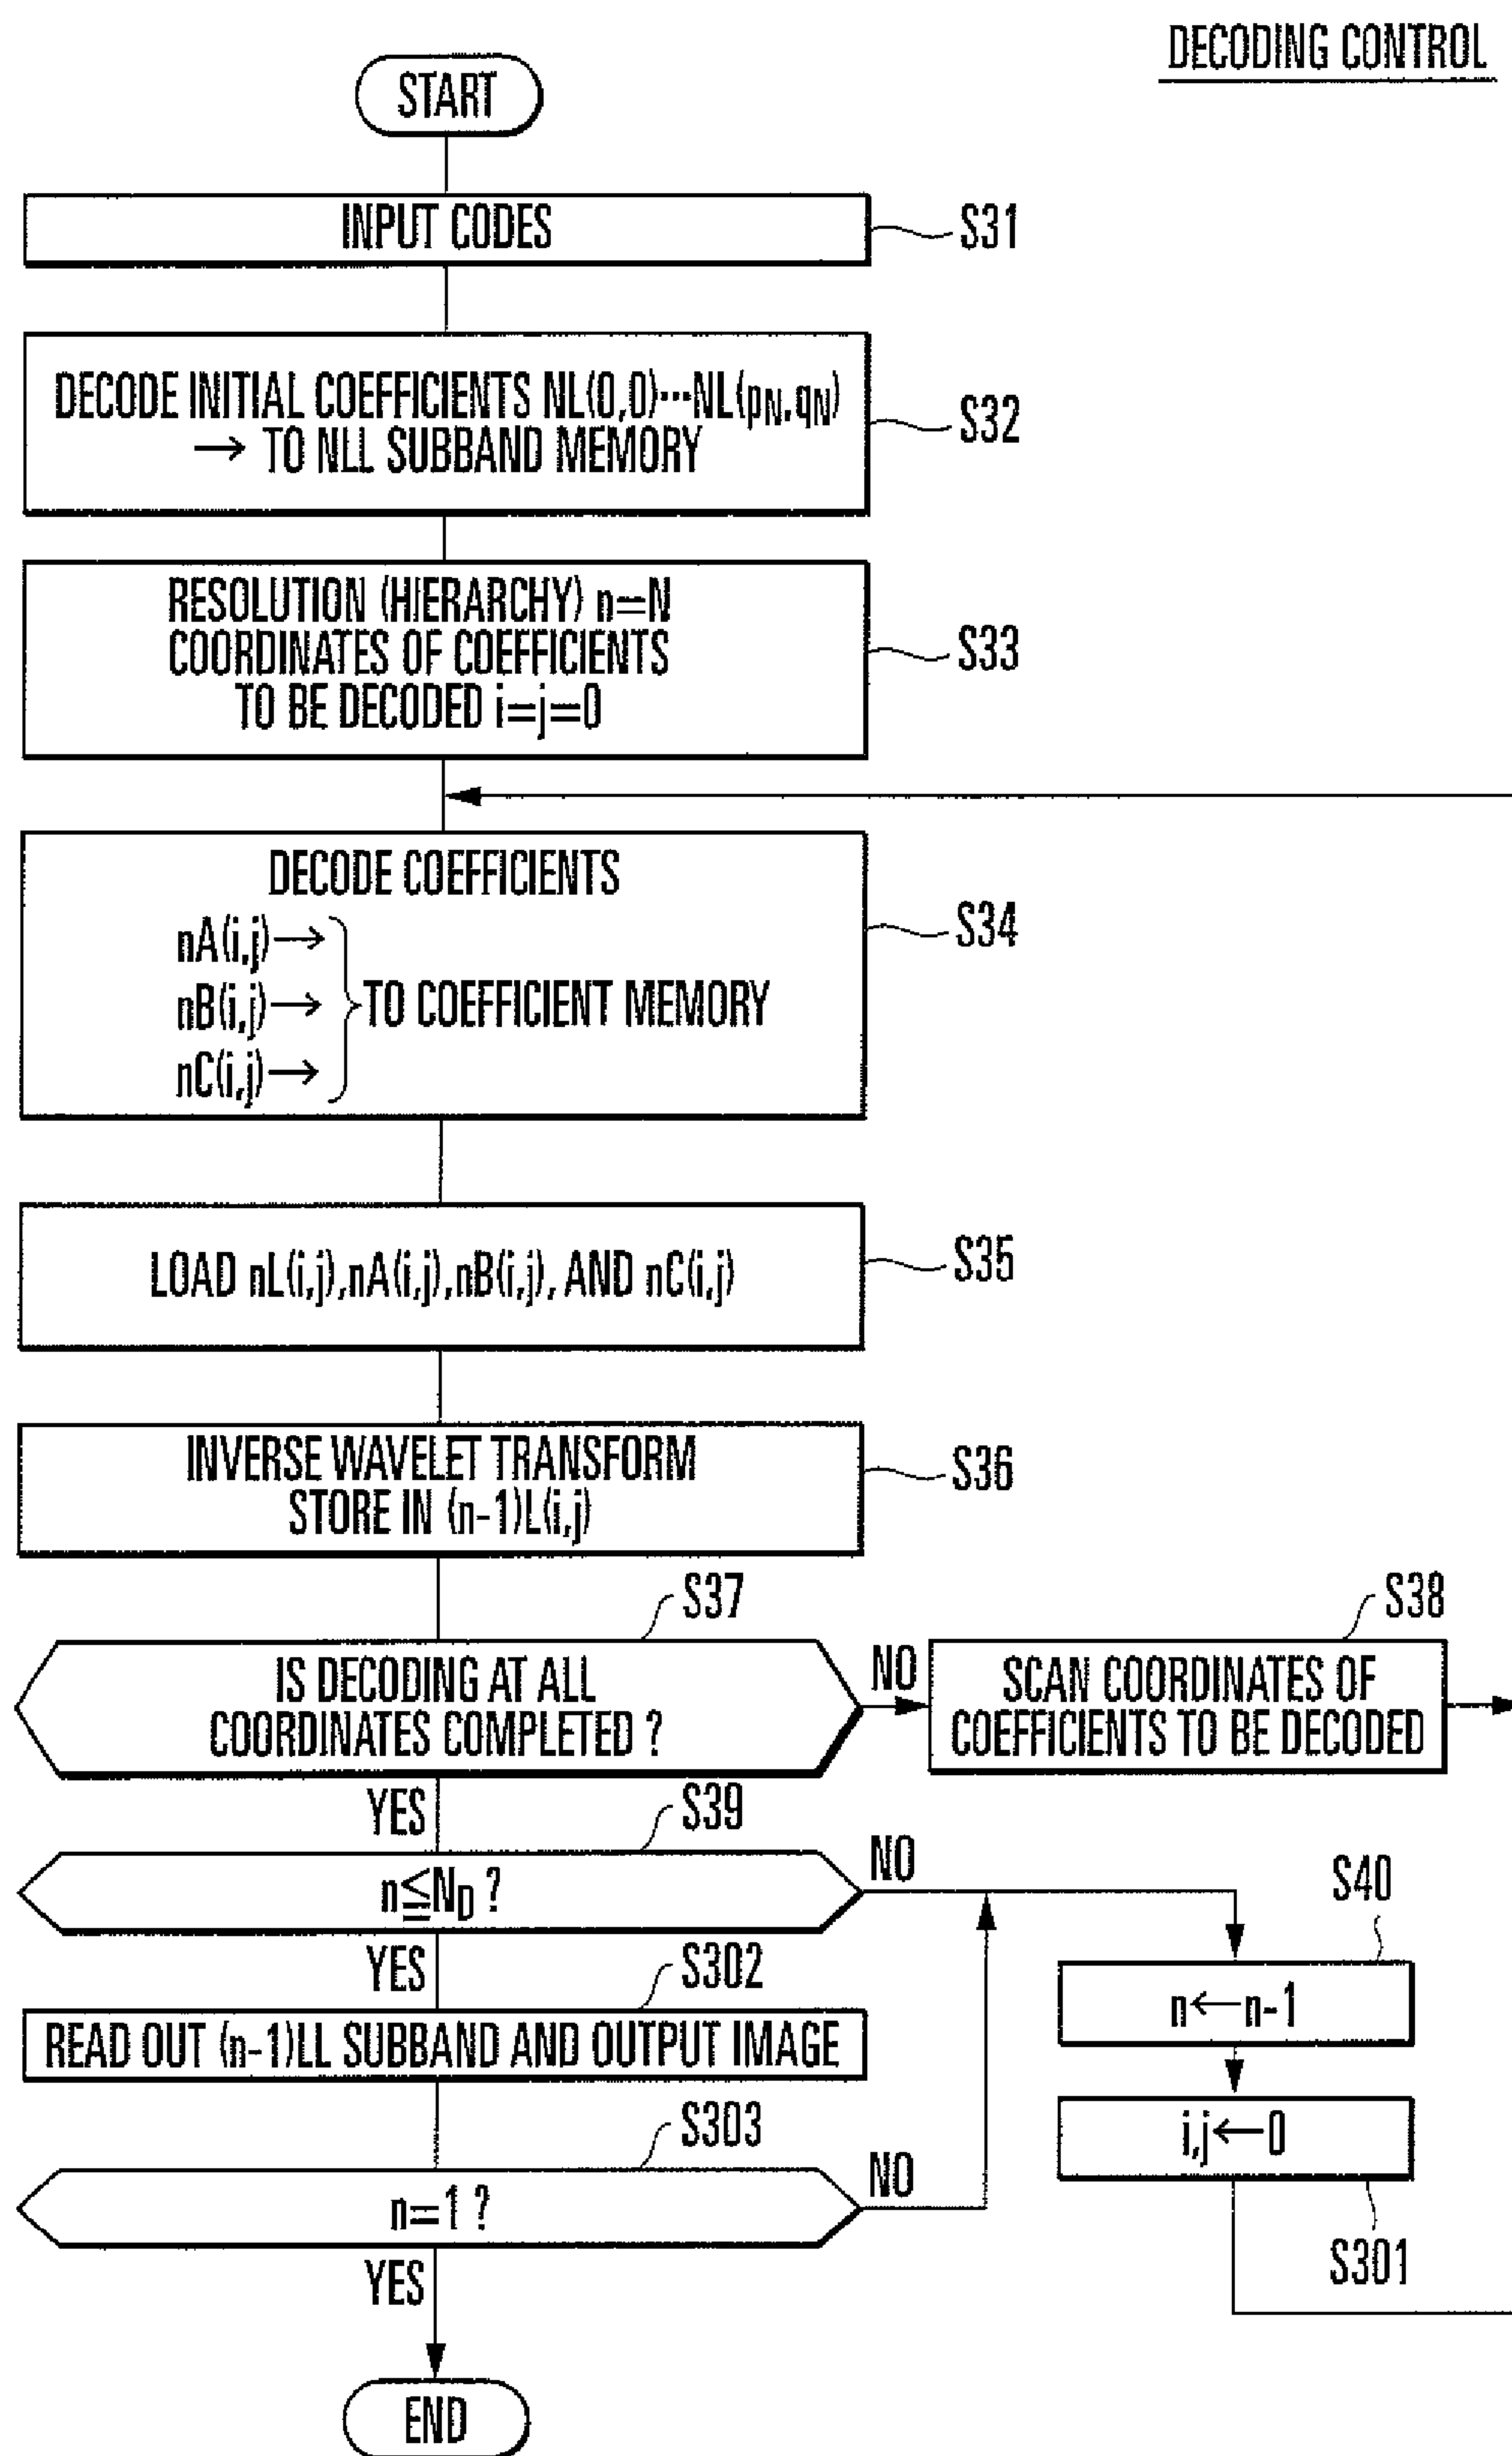 DECODING CONTROL
START
INPUT CODES
S31
DECODE INITIAL COEFFICIENTS NL(0,0)···NL(pN,qN)
→ TO NLL SUBBAND MEMORY
S32
RESOLUTION (HIERARCHY) n=N
COORDINATES OF COEFFICIENTS
TO BE DECODED i=j=0
S33
DECODE COEFFICIENTS
nA(i,j)→
nB(i,j)→
nC(i,j)→
TO COEFFICIENT MEMORY
S34
LOAD nL(i,j),nA(i,j),nB(i,j), AND nC(i,j)
S35
INVERSE WAVELET TRANSFORM
STORE IN (n-1)L(i,j)
S36
S37
IS DECODING AT ALL
COORDINATES COMPLETED ?
NO
S38
SCAN COORDINATES OF
COEFFICIENTS TO BE DECODED
YES
S39
n≦ND ?
NO
S40
n←n-1
YES
S302
READ OUT (n-1)LL SUBBAND AND OUTPUT IMAGE
i,j←0
S301
S303
n=1 ?
NO
YES
END